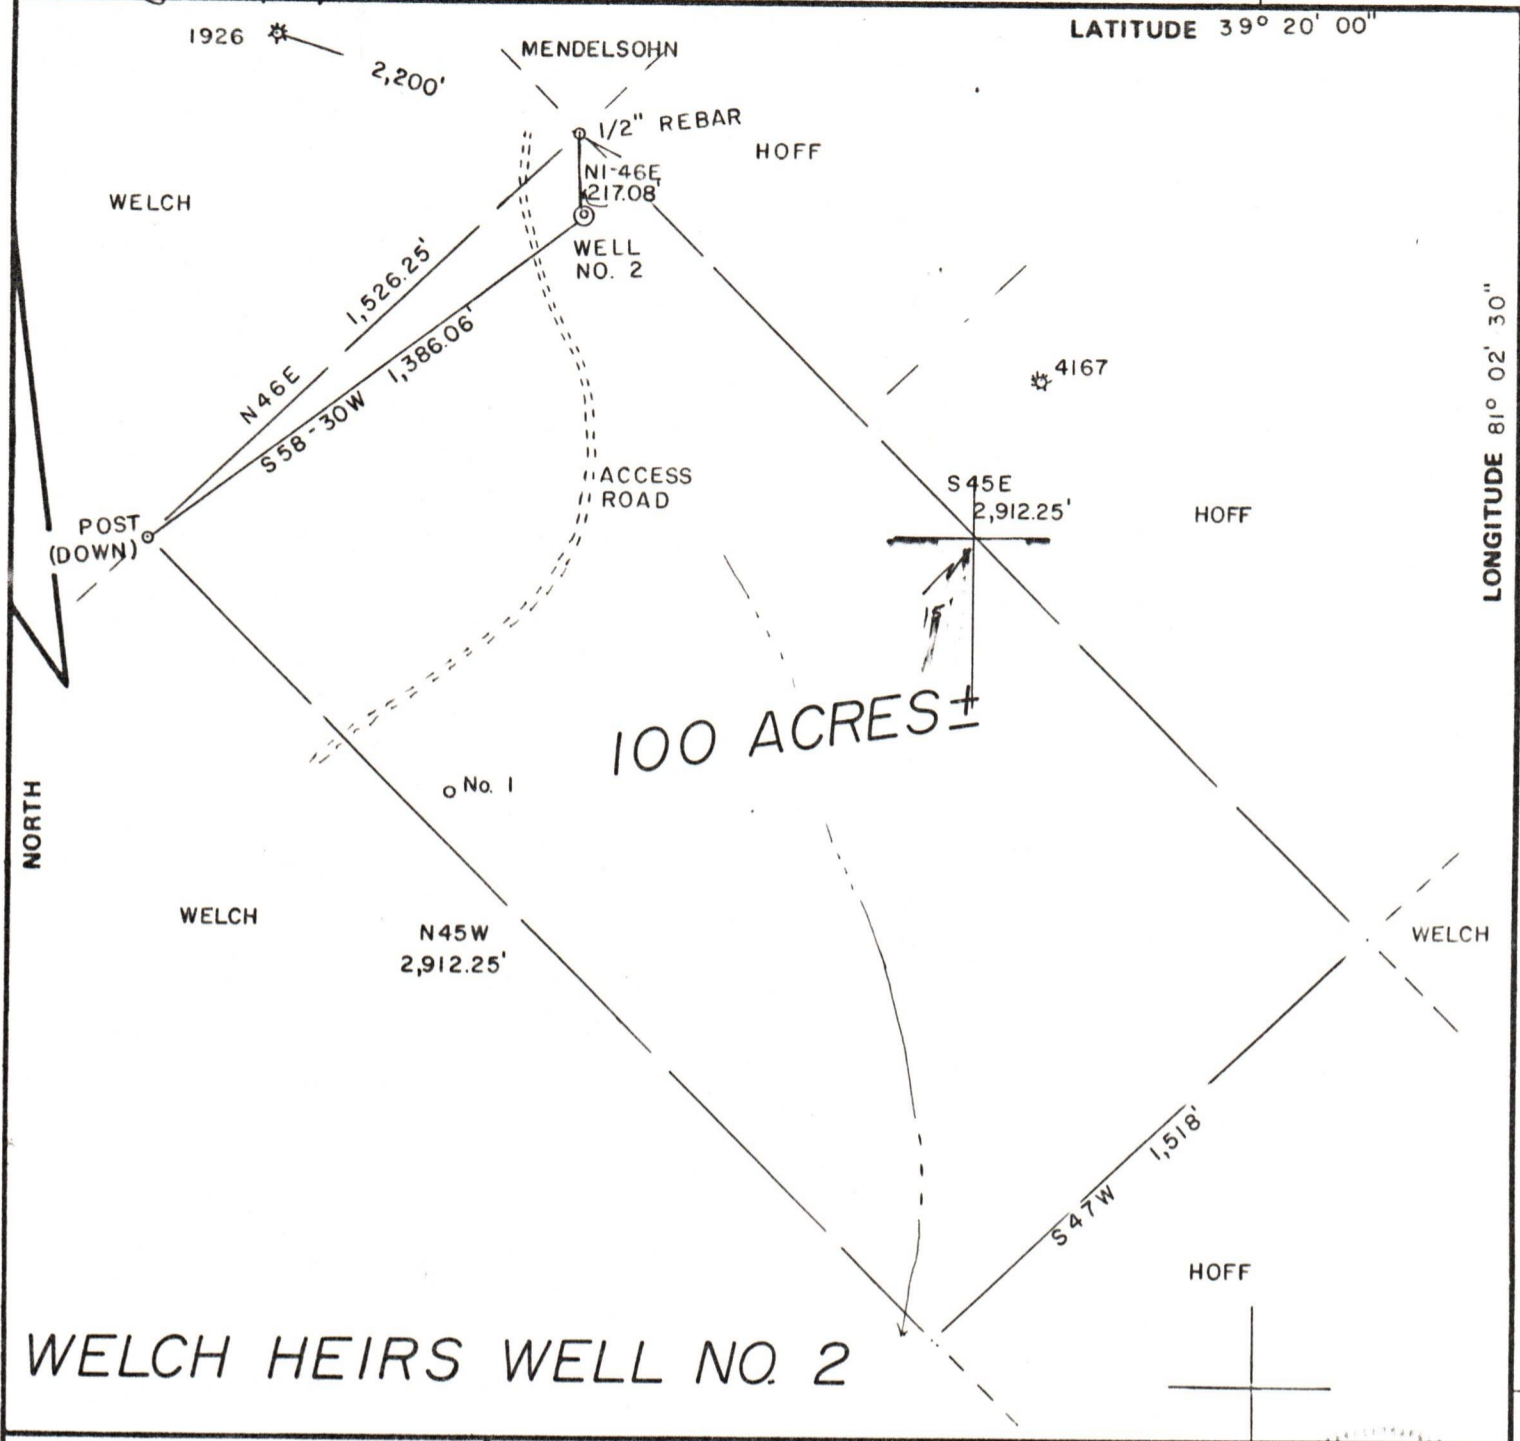 LATITUDE 39° 20' 00"
1926
2,200'
MENDELSOHN
1/2" REBAR
HOFF
WELCH
N1-46E
217.08'
WELL
NO. 2
1,526.25'
N46E
1,386.06'
S58-30W
4167
LONGITUDE 81° 02' 30"
ACCESS
ROAD
S45E
2,912.25'
HOFF
POST
(DOWN)
15'
100 ACRES±
No. 1
NORTH
WELCH
N45W
2,912.25'
WELCH
1,518'
S47W
HOFF
WELCH HEIRS WELL NO. 2